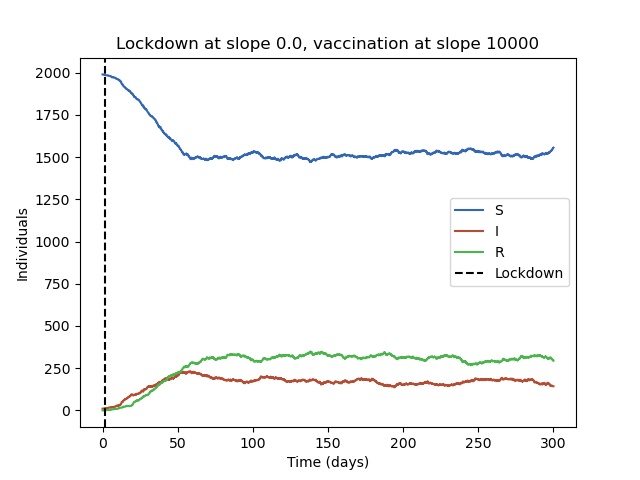 Lockdown at slope 0.0, vaccination at slope 10000
Individuals
2000
1750
1500
1250
1000
750
500
250
0
S
I
R
Lockdown
0 50 100 150 200 250 300
Time (days)